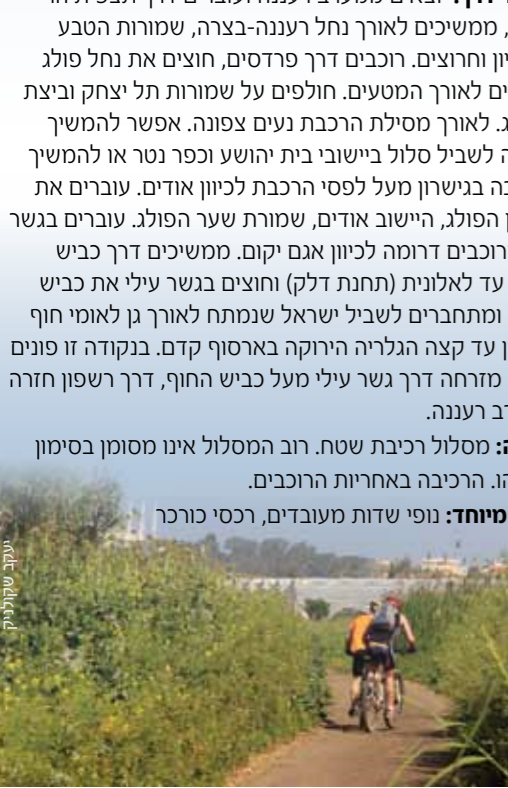 , ממשיכים לאורך נחל רעננה-בצרה, שמורות הטבע
יון וחרוצים. רוכבים דרך פרדסים, חוצים את נחל פולג
ים לאורך המטעים. חולפים על שמורות תל יצחק וביצת
ג. לאורך מסילת הרכבת נעים צפונה. אפשר להמשיך
ה לשביל סלול ביישובי בית יהושע וכפר נטר או להמשיך
בה בגישרון מעל לפסי הרכבת לכיוון אודים. עוברים את
ן הפולג, היישוב אודים, שמורת שער הפולג. עוברים בגשר
רוכבים דרומה לכיוון אגם יקום. ממשיכים דרך כביש
עד לאלונית (תחנת דלק) וחוצים בגשר עילי את כביש
ומתחברים לשביל ישראל שנמתח לאורך גן לאומי חוף
ן עד קצה הגלריה הירוקה בארסוף קדם. בנקודה זו פונים
מזרחה דרך גשר עילי מעל כביש החוף, דרך רשפון חזרה
רב רעננה.
ה: מסלול רכיבת שטח. רוב המסלול אינו מסומן בסימון
הו. הרכיבה באחריות הרוכבים.
מיוחד: נופי שדות מעובדים, רכסי כורכר
יעקב שקולניק